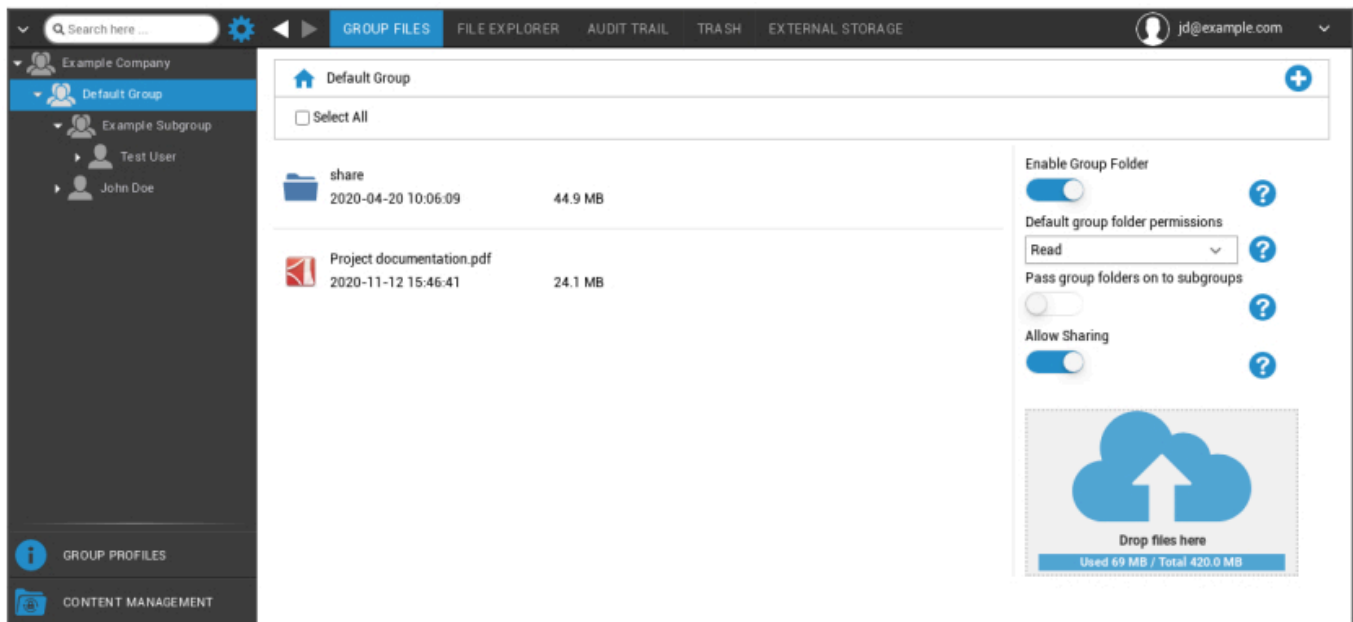 Search here ...
GROUP FILES FILE EXPLORER AUDIT TRAIL TRASH EXTERNAL STORAGE
jd@example.com
Example Company
Default Group
Example Subgroup
Test User
John Doe
GROUP PROFILES
CONTENT MANAGEMENT
Default Group
Select All
share
2020-04-20 10:06:09 44.9 MB
Project documentation.pdf
2020-11-12 15:46:41 24.1 MB
Enable Group Folder
?
Default group folder permissions
Read
?
Pass group folders on to subgroups
?
Allow Sharing
?
Drop files here
Used 69 MB / Total 420.0 MB